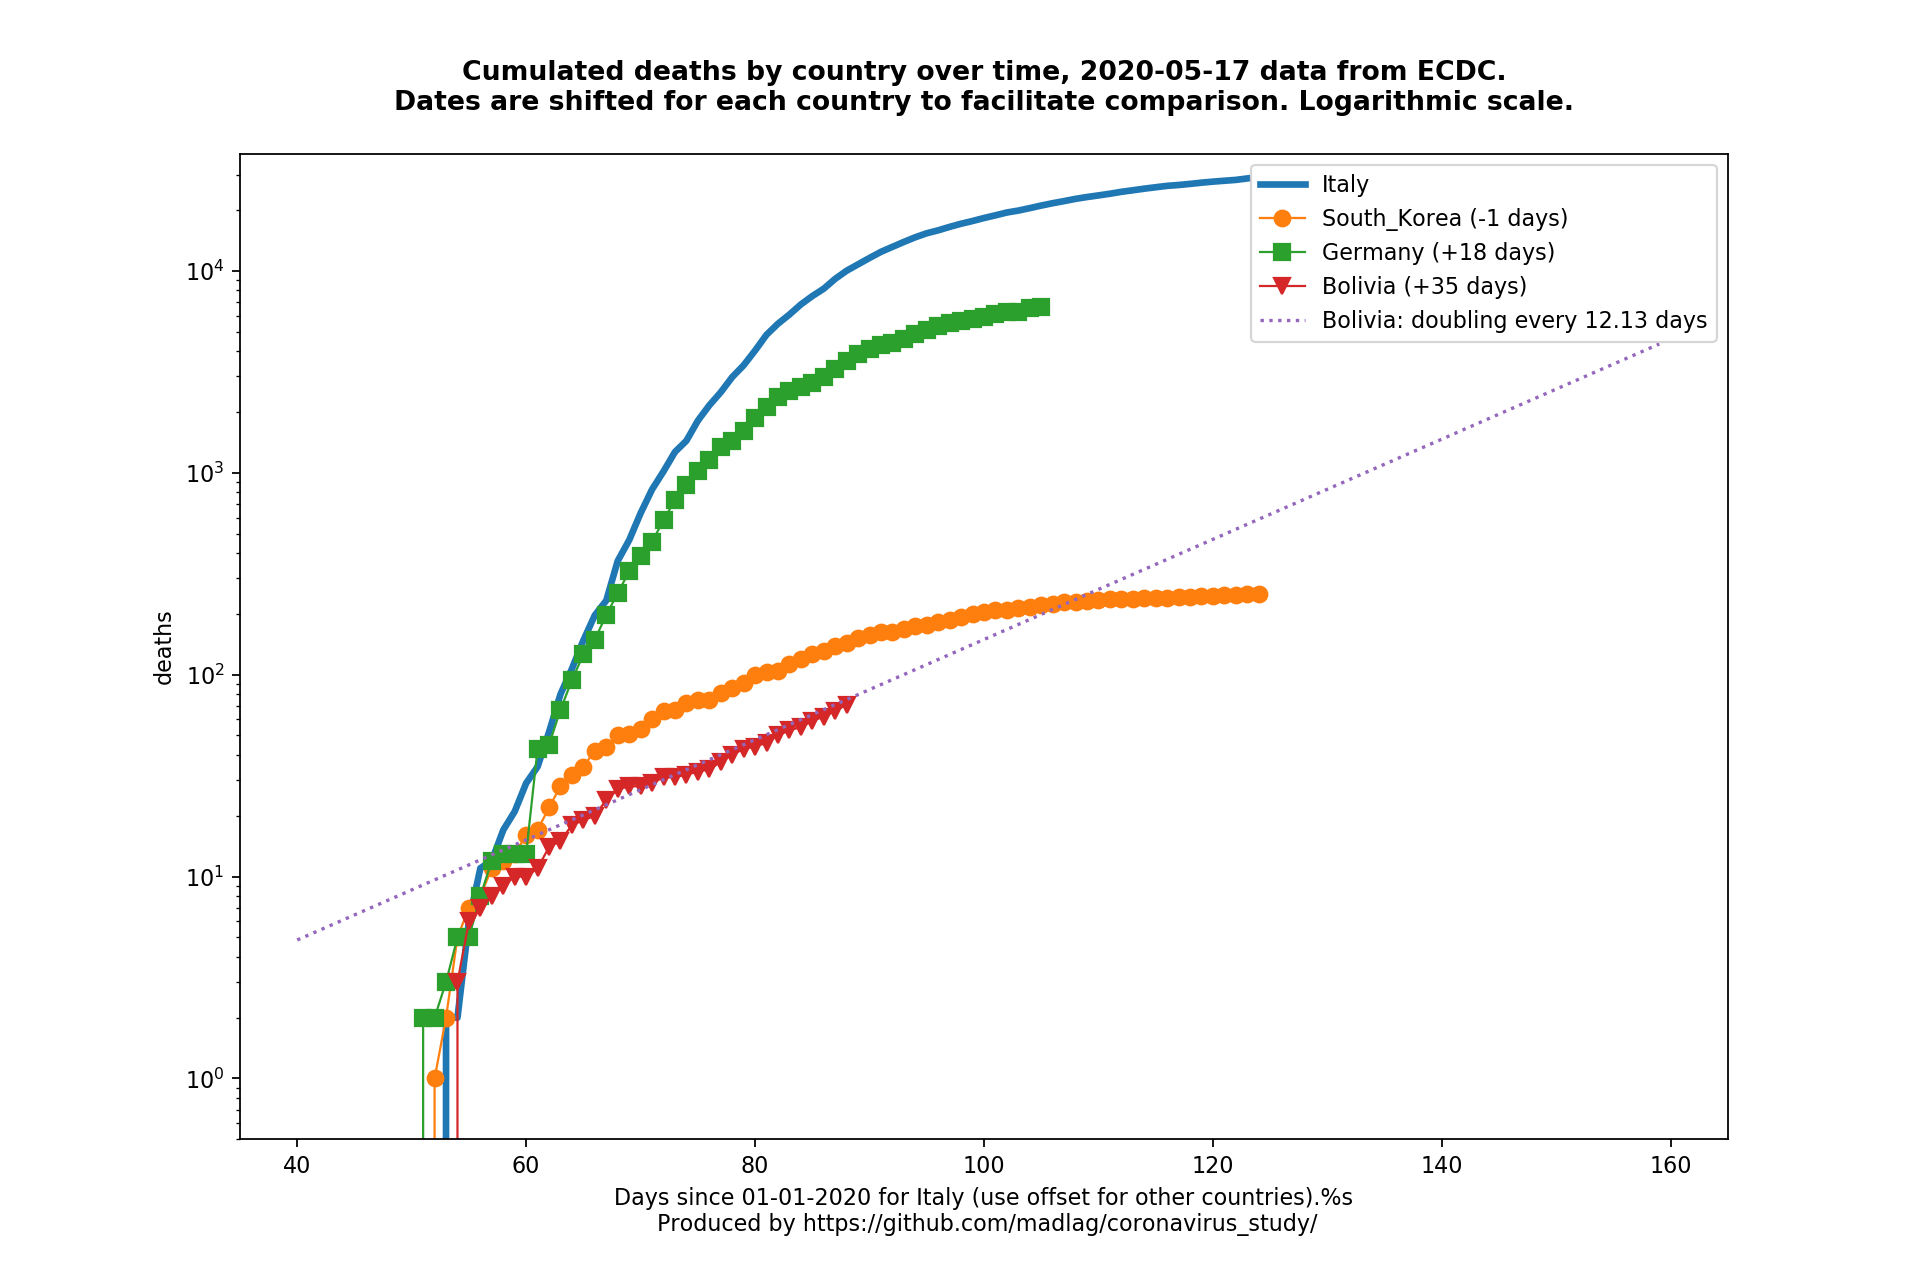 Cumulated deaths by country over time, 2020-05-17 data from ECDC.
Dates are shifted for each country to facilitate comparison. Logarithmic scale.
Italy
South_Korea (-1 days)
Germany (+18 days)
Bolivia (+35 days)
Bolivia: doubling every 12.13 days
deaths
10⁴
10³
10²
10¹
10⁰
40 60 80 100 120 140 160
Days since 01-01-2020 for Italy (use offset for other countries).%s
Produced by https://github.com/madlag/coronavirus_study/